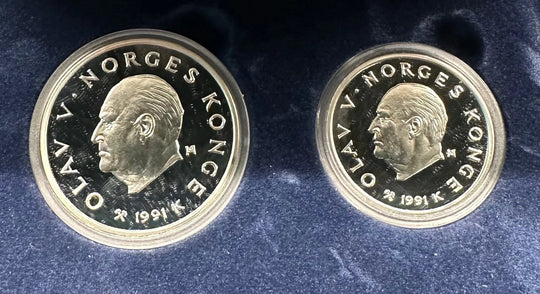 OLAV V · NORGES KONGE
M
⚒ 1991 K
OLAV V · NORGES KONGE
M
⚒ 1991 K